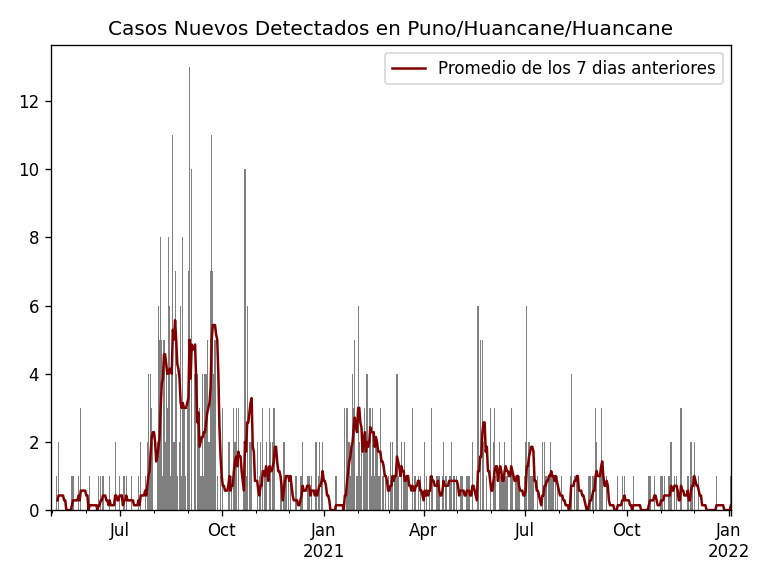 Casos Nuevos Detectados en Puno/Huancane/Huancane
Promedio de los 7 dias anteriores
12
10
8
6
4
2
0
Jul
Oct
Jan
2021
Apr
Jul
Oct
Jan
2022